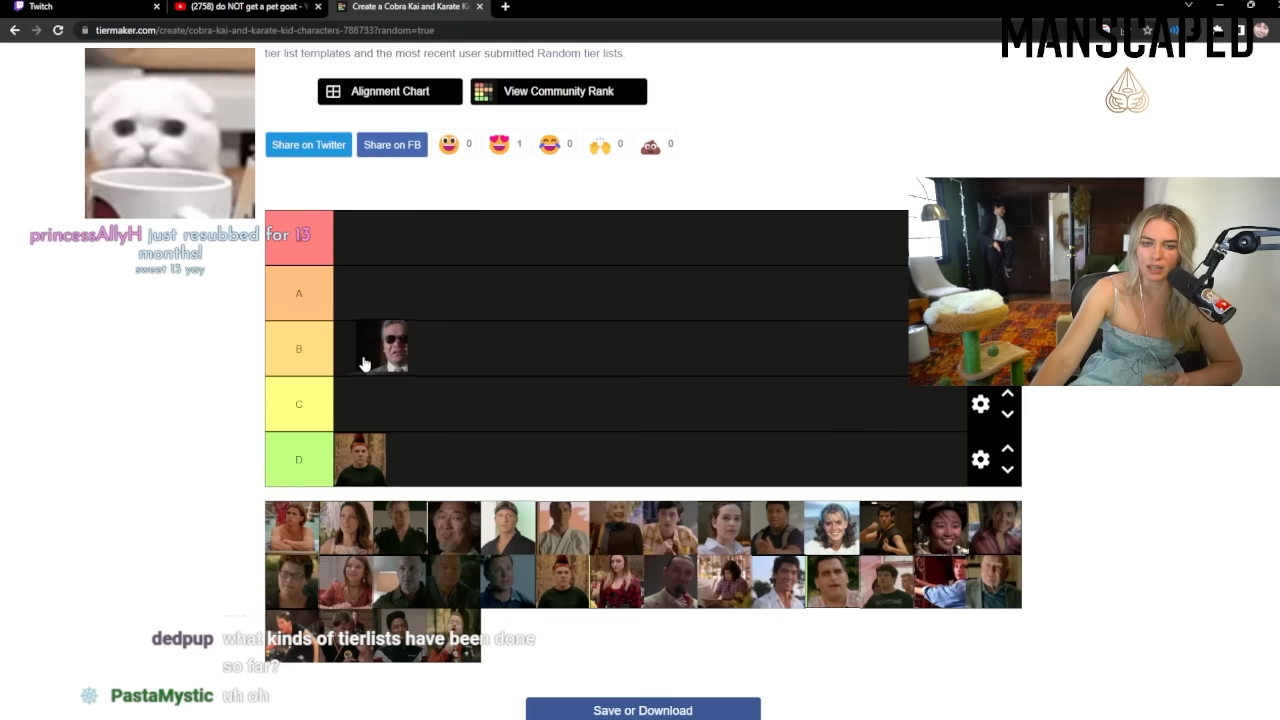 Twitch
(2758) do NOT get a pet goat -
Create a Cobra Kai and Karate Ki
tiermaker.com/create/cobra-kai-and-karate-kid-characters-788733?random=true
MANSCAPED
tier list templates and the most recent user submitted Random tier lists.
Alignment Chart
View Community Rank
Share on Twitter
Share on FB
0
1
0
0
0
princessAllyH just resubbed for 13
months!
sweet 13 yay
A
B
C
D
dedpup what kinds of tierlists have been done
so far?
PastaMystic uh oh
Save or Download